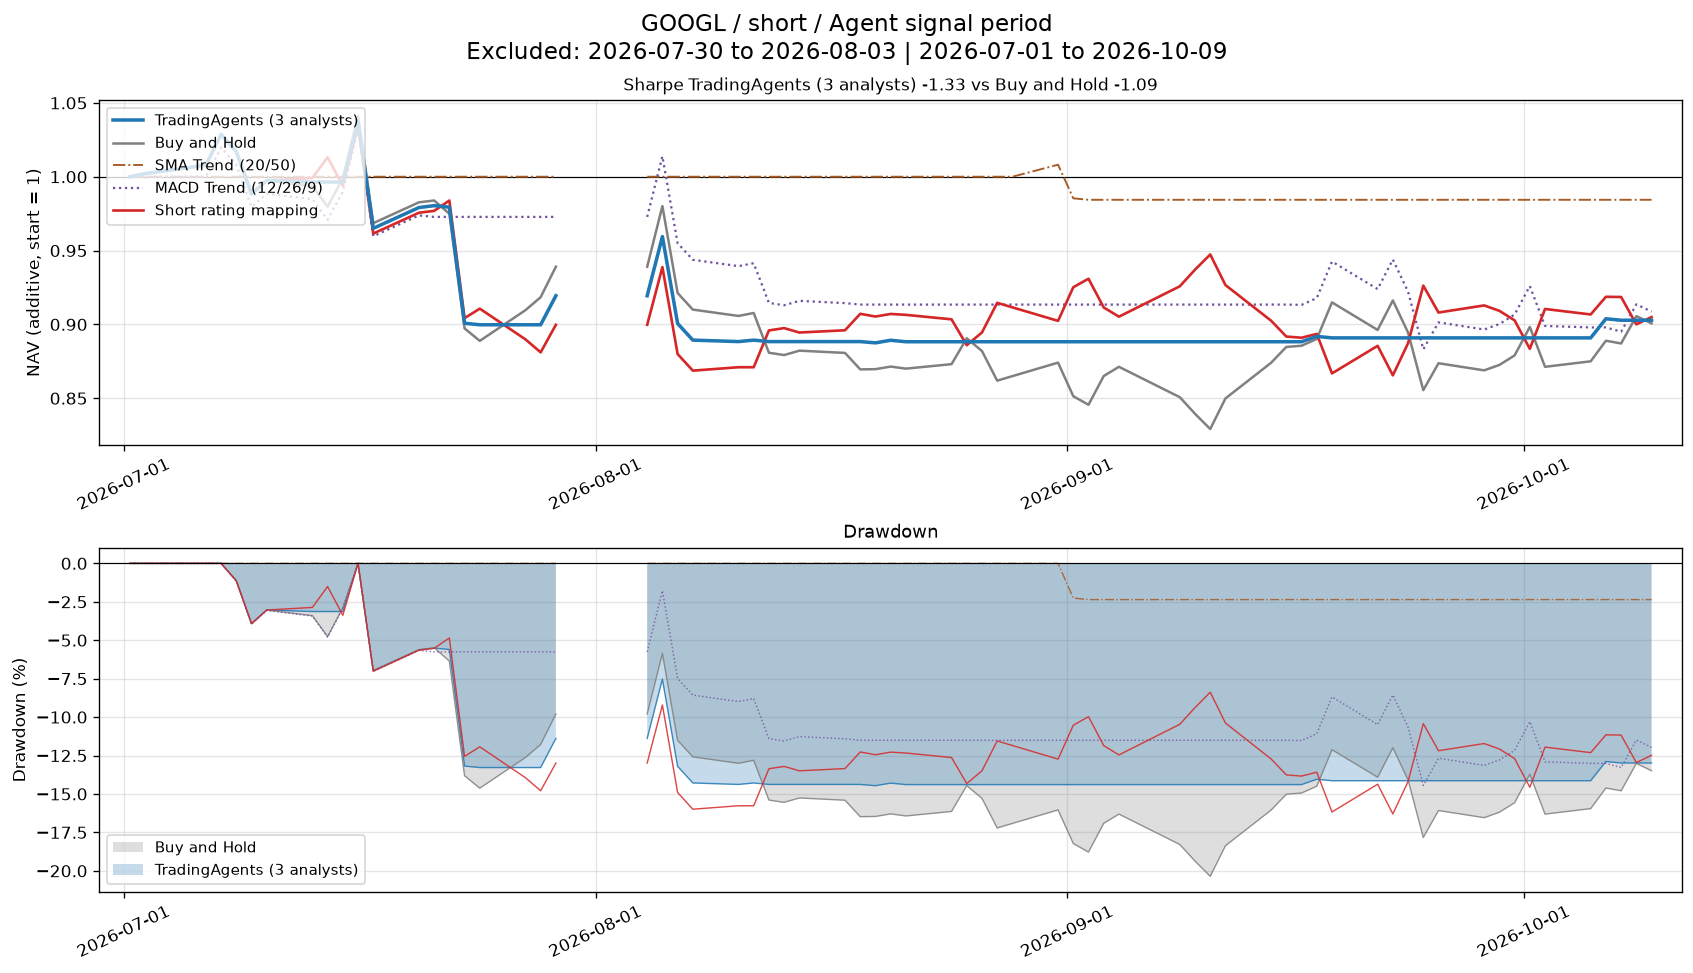 GOOGL / short / Agent signal period
Excluded: 2026-07-30 to 2026-08-03 | 2026-07-01 to 2026-10-09
Sharpe TradingAgents (3 analysts) -1.33 vs Buy and Hold -1.09
NAV (additive, start = 1)
1.05
1.00
0.95
0.90
0.85
TradingAgents (3 analysts)
Buy and Hold
SMA Trend (20/50)
MACD Trend (12/26/9)
Short rating mapping
2026-07-01
2026-08-01
2026-09-01
2026-10-01
Drawdown
Drawdown (%)
0.0
−2.5
−5.0
−7.5
−10.0
−12.5
−15.0
−17.5
−20.0
Buy and Hold
TradingAgents (3 analysts)
2026-07-01
2026-08-01
2026-09-01
2026-10-01